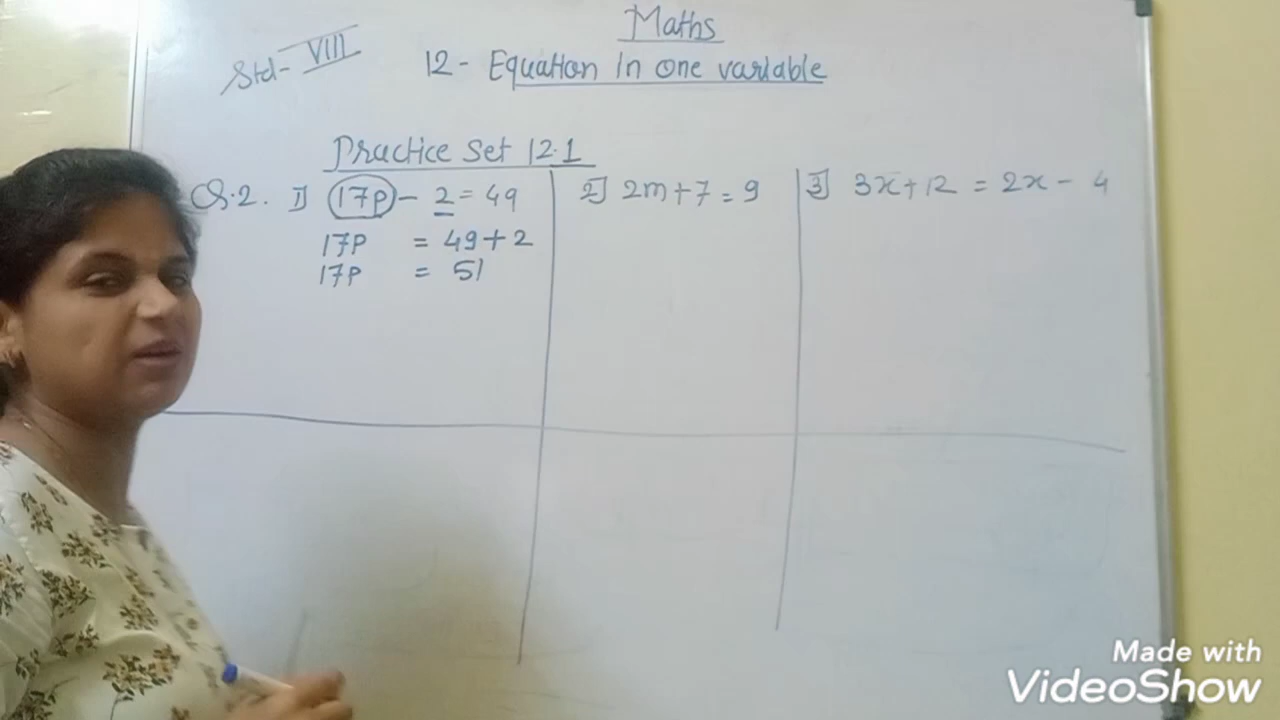 Maths
Std- VIII
12 - Equation in one variable
Practice Set 12.1
Q.2. 1] 17p - 2 = 49
17p = 49 + 2
17p = 51
2] 2m + 7 = 9
3] 3x + 12 = 2x - 4
Made with
VideoShow